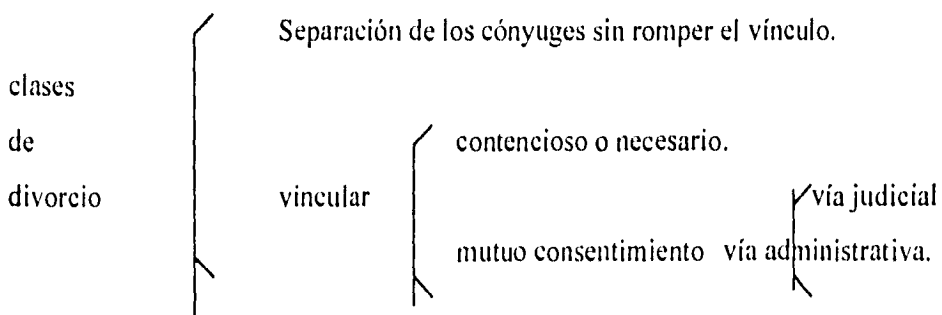 Separación de los cónyuges sin romper el vínculo.
clases
de
divorcio
vincular
contencioso o necesario.
mutuo consentimiento
vía judicial
vía administrativa.